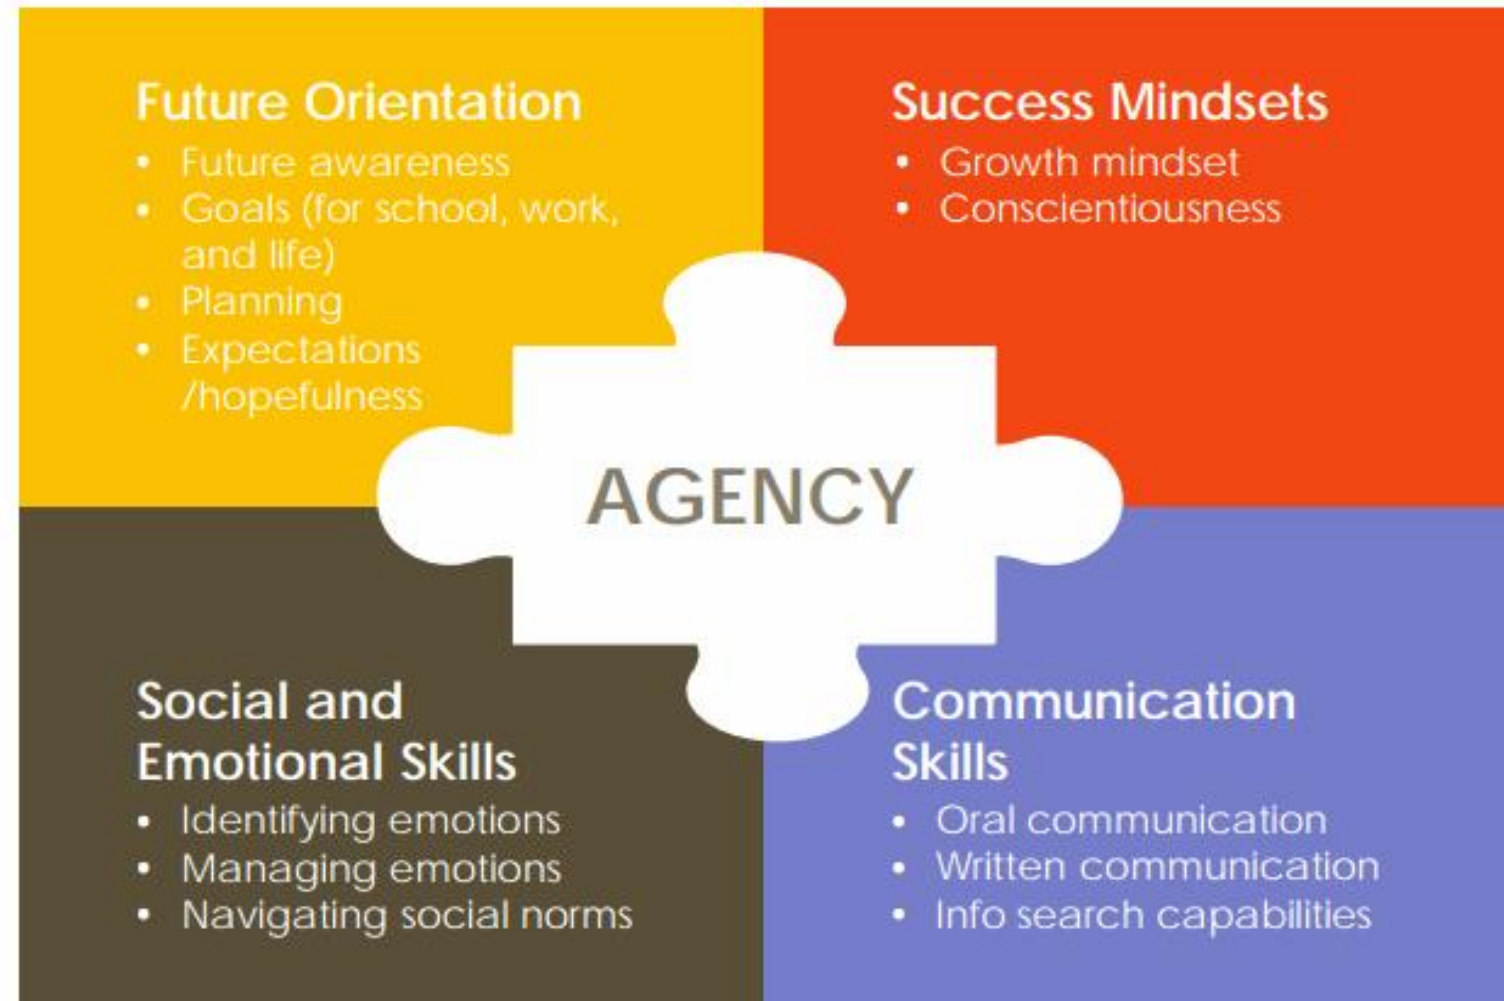 Future Orientation
• Future awareness
• Goals (for school, work,
and life)
• Planning
• Expectations
/hopefulness
Success Mindsets
• Growth mindset
• Conscientiousness
AGENCY
Social and
Emotional Skills
• Identifying emotions
• Managing emotions
• Navigating social norms
Communication
Skills
• Oral communication
• Written communication
• Info search capabilities